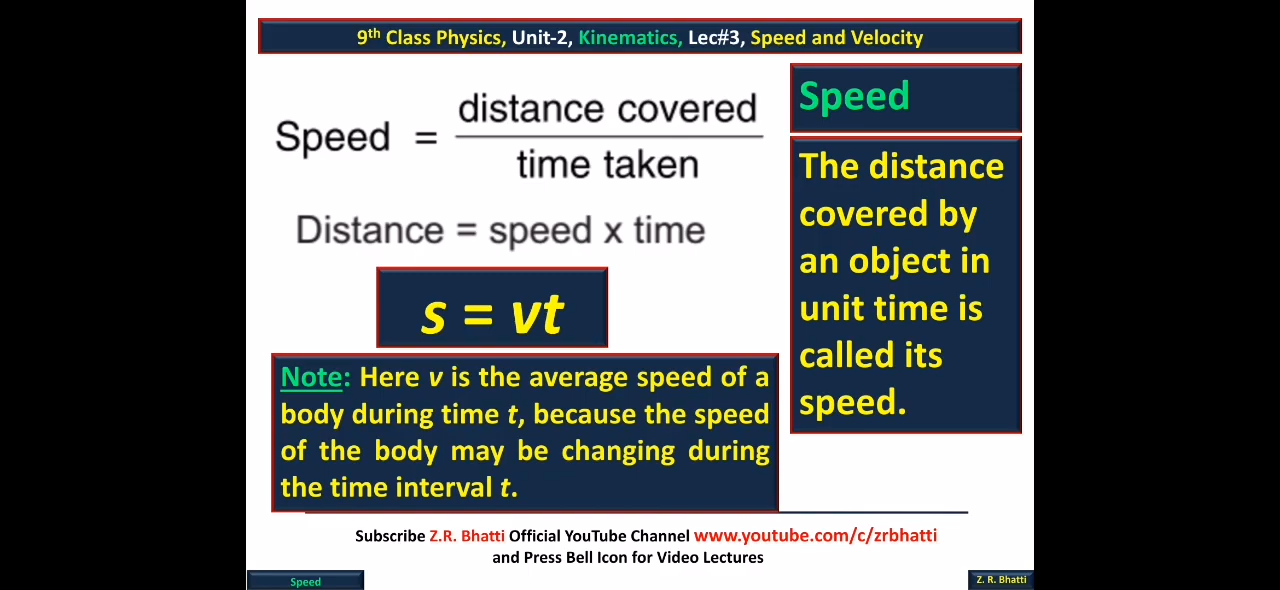 9th Class Physics, Unit-2, Kinematics, Lec#3, Speed and Velocity
Speed = distance covered / time taken
Distance = speed x time
s = vt
Note: Here v is the average speed of a
body during time t, because the speed
of the body may be changing during
the time interval t.
Speed
The distance
covered by
an object in
unit time is
called its
speed.
Subscribe Z.R. Bhatti Official YouTube Channel www.youtube.com/c/zrbhatti
and Press Bell Icon for Video Lectures
Speed
Z. R. Bhatti